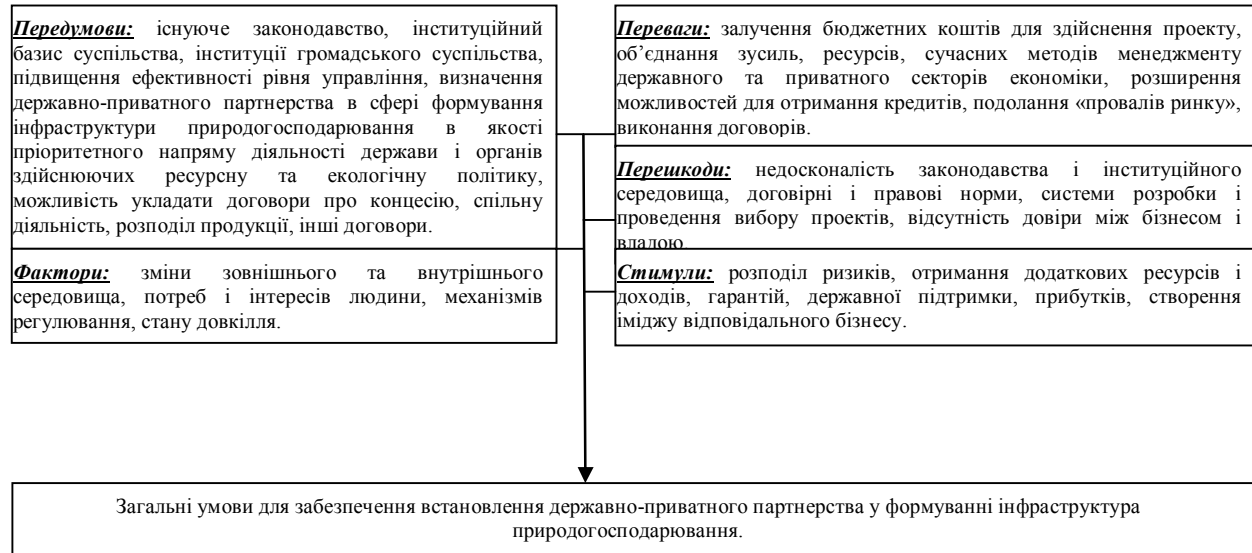 Передумови: існуюче законодавство, інституційний
базис суспільства, інституції громадського суспільства,
підвищення ефективності рівня управління, визначення
державно-приватного партнерства в сфері формування
інфраструктури природогосподарювання в якості
пріоритетного напряму діяльності держави і органів
здійснюючих ресурсну та екологічну політику,
можливість укладати договори про концесію, спільну
діяльність, розподіл продукції, інші договори.
Фактори: зміни зовнішнього та внутрішнього
середовища, потреб і інтересів людини, механізмів
регулювання, стану довкілля.
Переваги: залучення бюджетних коштів для здійснення проекту,
об’єднання зусиль, ресурсів, сучасних методів менеджменту
державного та приватного секторів економіки, розширення
можливостей для отримання кредитів, подолання «провалів ринку»,
виконання договорів.
Перешкоди: недосконалість законодавства і інституційного
середовища, договірні і правові норми, системи розробки і
проведення вибору проектів, відсутність довіри між бізнесом і
владою.
Стимули: розподіл ризиків, отримання додаткових ресурсів і
доходів, гарантій, державної підтримки, прибутків, створення
іміджу відповідального бізнесу.
Загальні умови для забезпечення встановлення державно-приватного партнерства у формуванні інфраструктура
природогосподарювання.